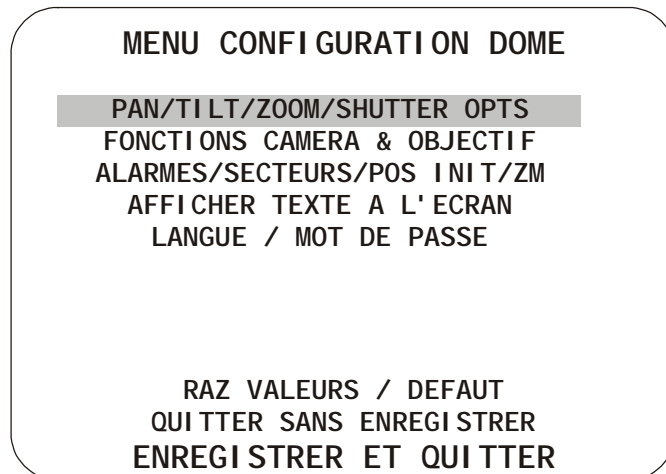 MENU CONFIGURATION DOME
PAN/TILT/ZOOM/SHUTTER OPTS
FONCTIONS CAMERA & OBJECTIF
ALARMES/SECTEURS/POS INIT/ZM
AFFICHER TEXTE A L'ECRAN
LANGUE / MOT DE PASSE
RAZ VALEURS / DEFAUT
QUITTER SANS ENREGISTRER
ENREGISTRER ET QUITTER